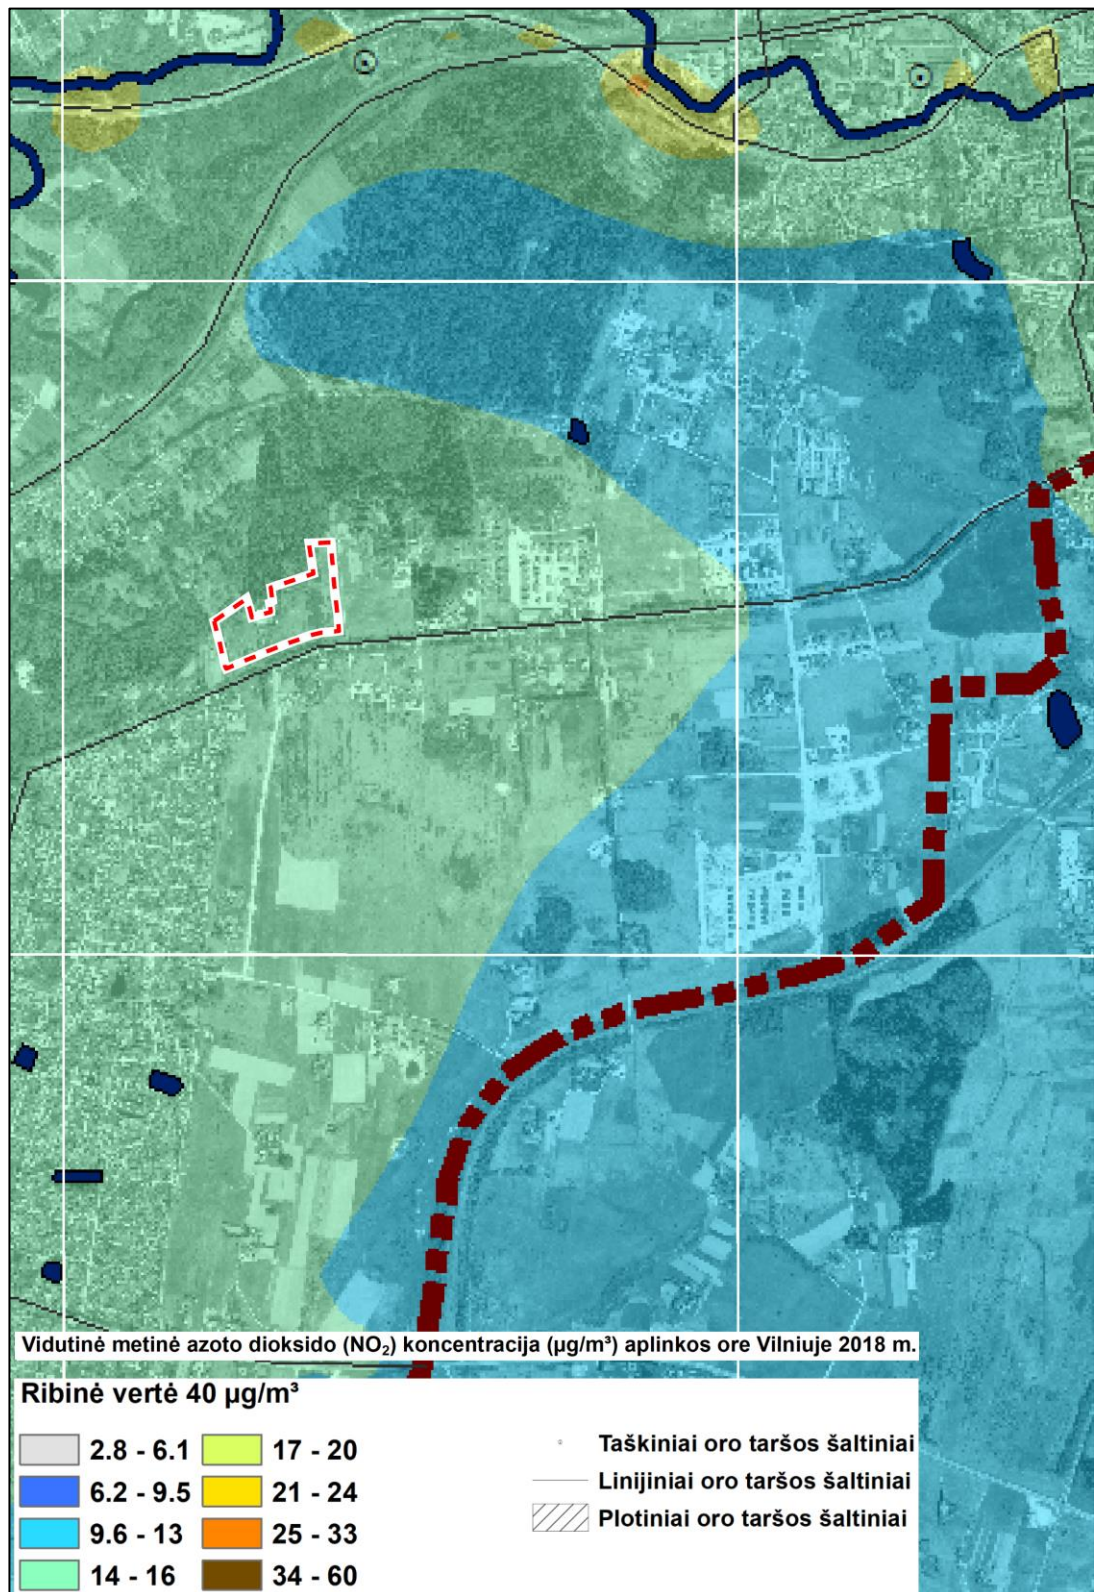 Vidutinė metinė azoto dioksido (NO₂) koncentracija (µg/m³) aplinkos ore Vilniuje 2018 m.
Ribinė vertė 40 µg/m³
2.8 - 6.1
6.2 - 9.5
9.6 - 13
14 - 16
17 - 20
21 - 24
25 - 33
34 - 60
Taškiniai oro taršos šaltiniai
Linijiniai oro taršos šaltiniai
Plotiniai oro taršos šaltiniai